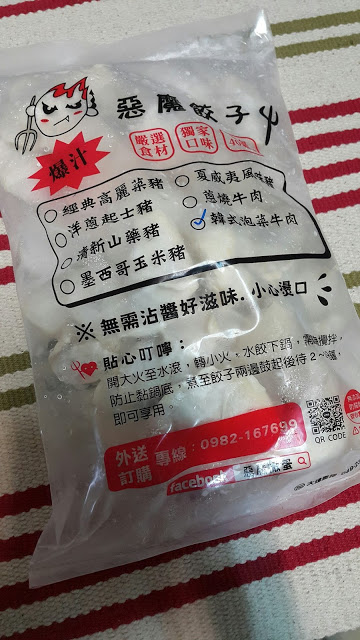 惡魔餃子
嚴選
食材
獨家
口味
爆汁
經典高麗菜豬
洋蔥起士豬
清新山藥豬
墨西哥玉米豬
夏威夷風味豬
蔥燒牛肉
韓式泡菜牛肉
※ 無需沾醬好滋味.小心燙口
貼心叮嚀：
開大火至水滾，轉小火，水餃下鍋，需攪拌，
防止黏鍋底，煮至餃子兩邊鼓起後待2~
即可享用。
外送
訂購
專線：0982-167699
facebook
QR CODE